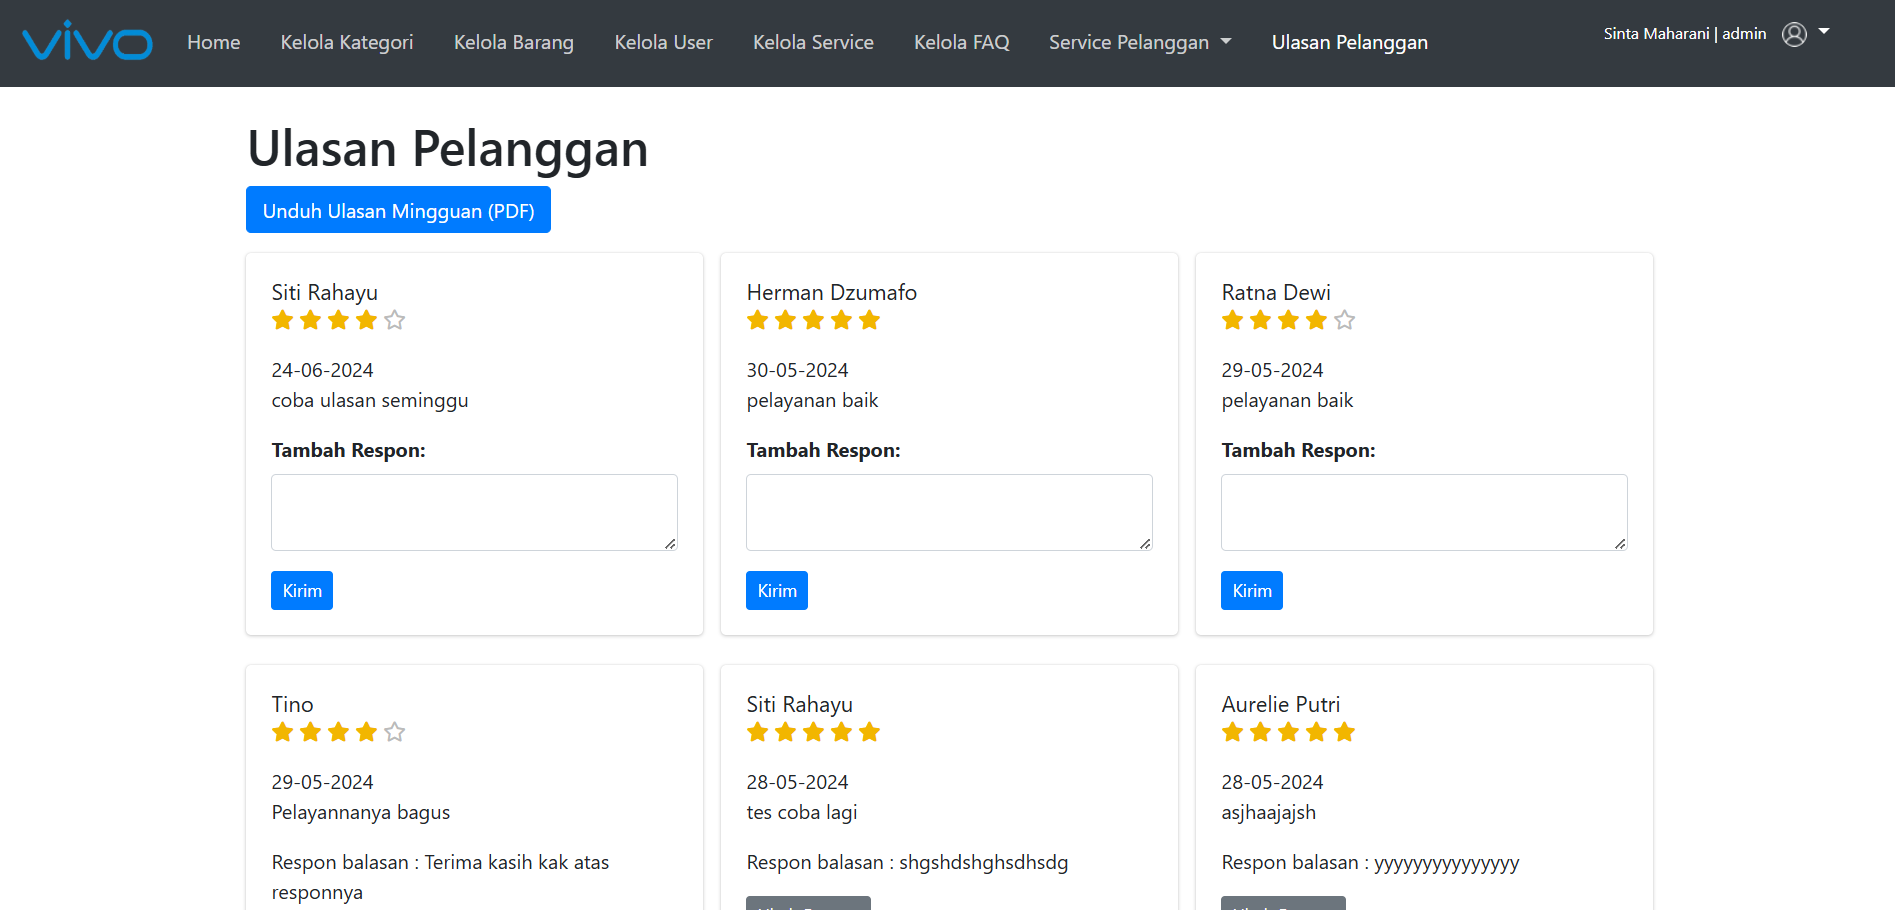 vivo
Home
Kelola Kategori
Kelola Barang
Kelola User
Kelola Service
Kelola FAQ
Service Pelanggan
Ulasan Pelanggan
Sinta Maharani | admin
Ulasan Pelanggan
Unduh Ulasan Mingguan (PDF)
Siti Rahayu
24-06-2024
coba ulasan seminggu
Tambah Respon:
Kirim
Herman Dzumafo
30-05-2024
pelayanan baik
Tambah Respon:
Kirim
Ratna Dewi
29-05-2024
pelayanan baik
Tambah Respon:
Kirim
Tino
29-05-2024
Pelayannanya bagus
Respon balasan : Terima kasih kak atas
responnya
Siti Rahayu
28-05-2024
tes coba lagi
Respon balasan : shgshdshghsdhsdg
Aurelie Putri
28-05-2024
asjhaajajsh
Respon balasan : yyyyyyyyyyyyyyy